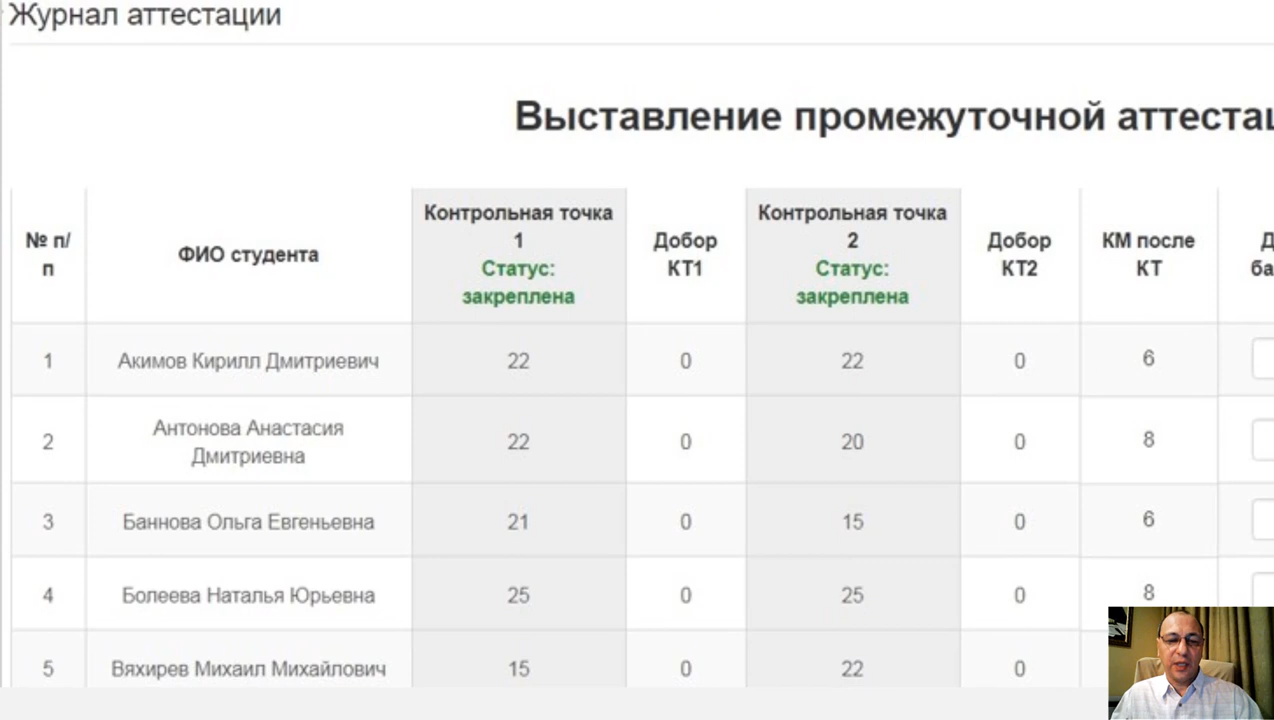 Журнал аттестации
Выставление промежуточной
№ п/
п
ФИО студента
Контрольная точка
1
Статус:
закреплена
Добор
КТ1
Контрольная точка
2
Статус:
закреплена
Добор
КТ2
КМ после
КТ
1 Акимов Кирилл Дмитриевич 22 0 22 0 6
2 Антонова Анастасия
Дмитриевна 22 0 20 0 8
3 Баннова Ольга Евгеньевна 21 0 15 0 6
4 Болеева Наталья Юрьевна 25 0 25 0 8
5 Вяхирев Михаил Михайлович 15 0 22 0